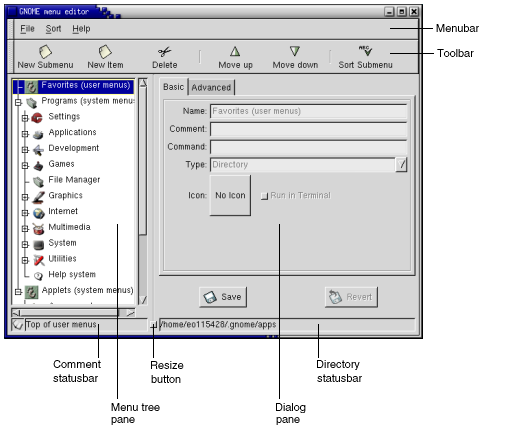 GNOME menu editor
File Sort Help
Menubar
New Submenu New Item Delete Move up Move down Sort Submenu
Toolbar
Favorites (user menus)
Programs (system menus
Settings
Applications
Development
Games
File Manager
Graphics
Internet
Multimedia
System
Utilities
Help system
Applets (system menus)
Basic Advanced
Name: Favorites (user menus)
Comment:
Command:
Type: Directory
Icon: No Icon Run in Terminal
Save Revert
Top of user menus
/home/eo115428/.gnome/apps
Comment
statusbar
Resize
button
Directory
statusbar
Menu tree
pane
Dialog
pane